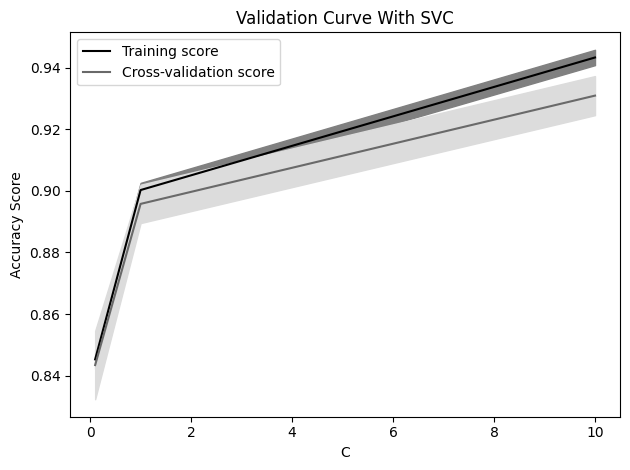 Validation Curve With SVC
Training score
Cross-validation score
Accuracy Score
0.94
0.92
0.90
0.88
0.86
0.84
0
2
4
6
8
10
C